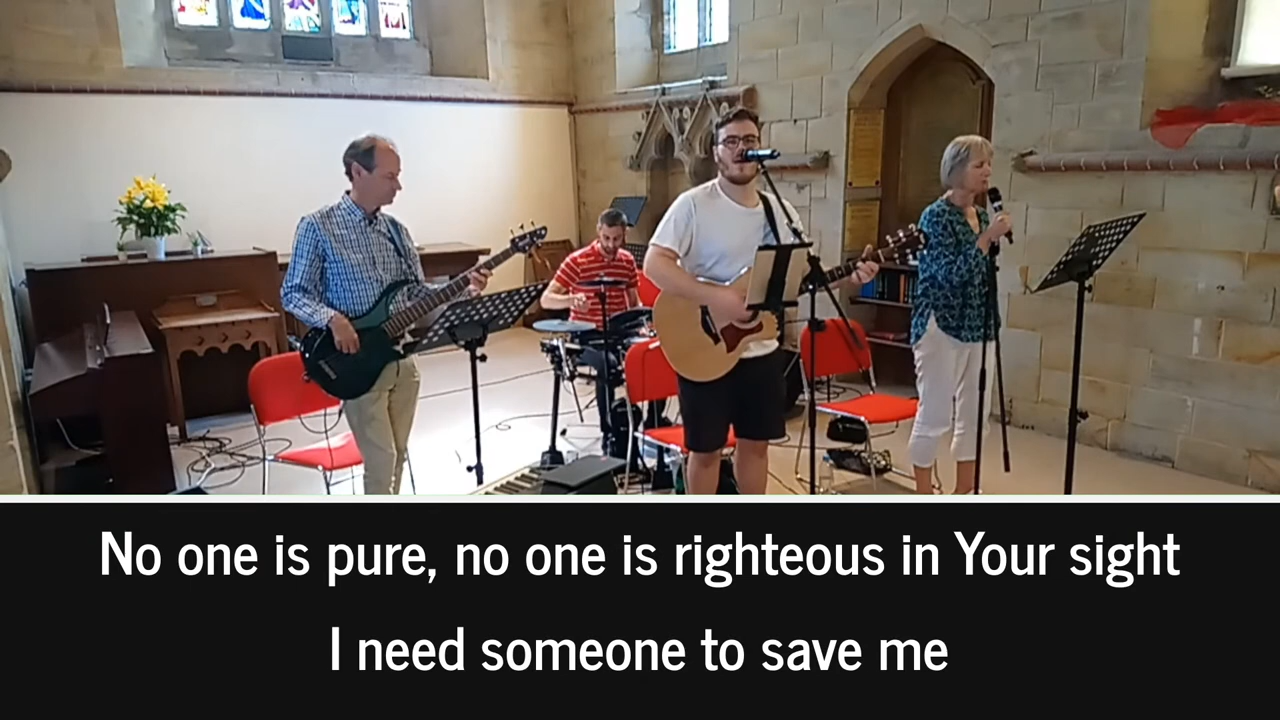 No one is pure, no one is righteous in Your sight
I need someone to save me